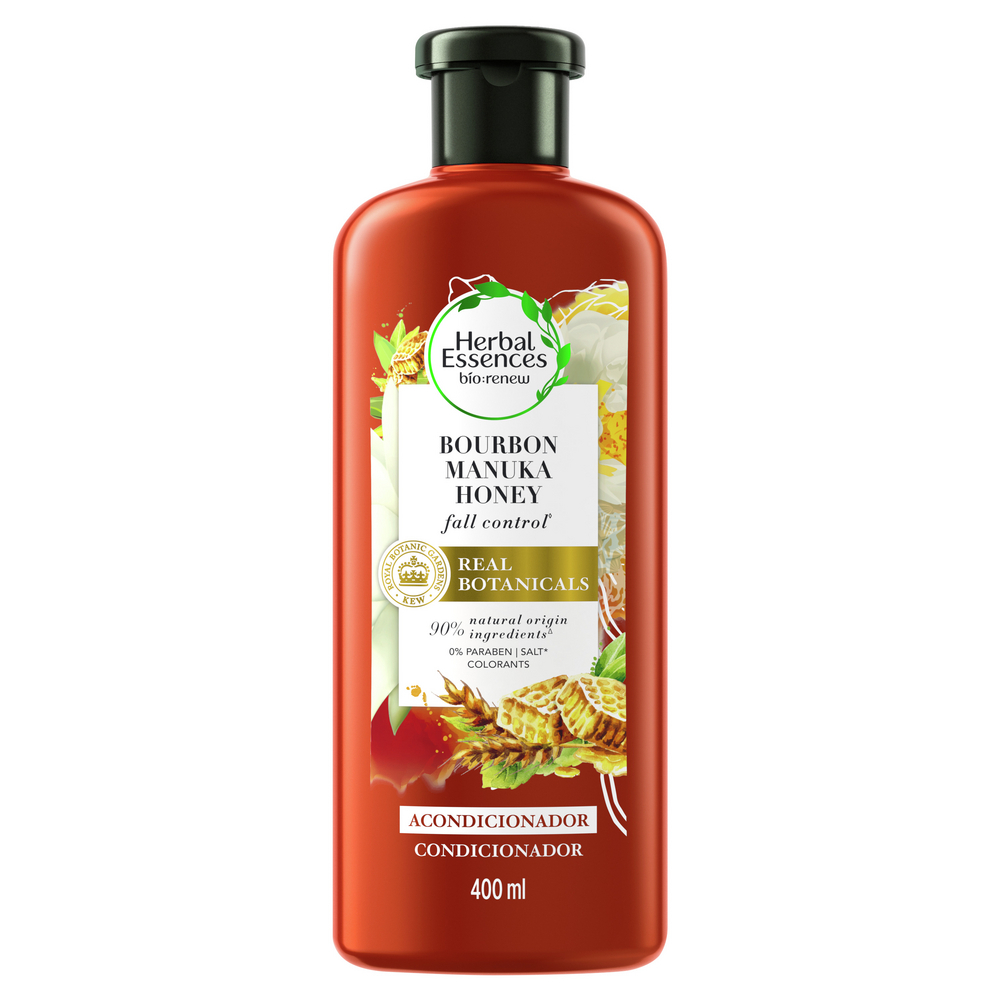 Herbal
Essences
bio:renew
BOURBON
MANUKA
HONEY
fall control◊
ROYAL BOTANIC GARDENS
· KEW ·
REAL
BOTANICALS
90% natural origin
ingredients△
0% PARABEN | SALT*
COLORANTS
ACONDICIONADOR
CONDICIONADOR
400 ml